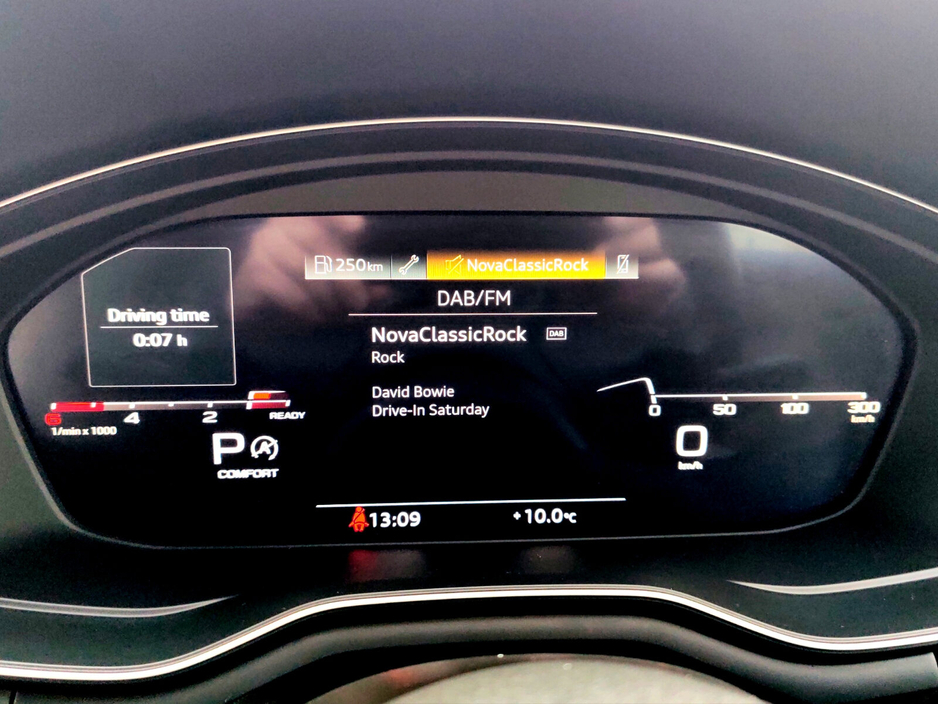 250km
NovaClassicRock
DAB/FM
Driving time
0:07 h
NovaClassicRock DAB
Rock
David Bowie
Drive-In Saturday
6 4 2 READY
1/min x 1000
0 50 100 300
km/h
P A
COMFORT
0
km/h
13:09 +10.0°C